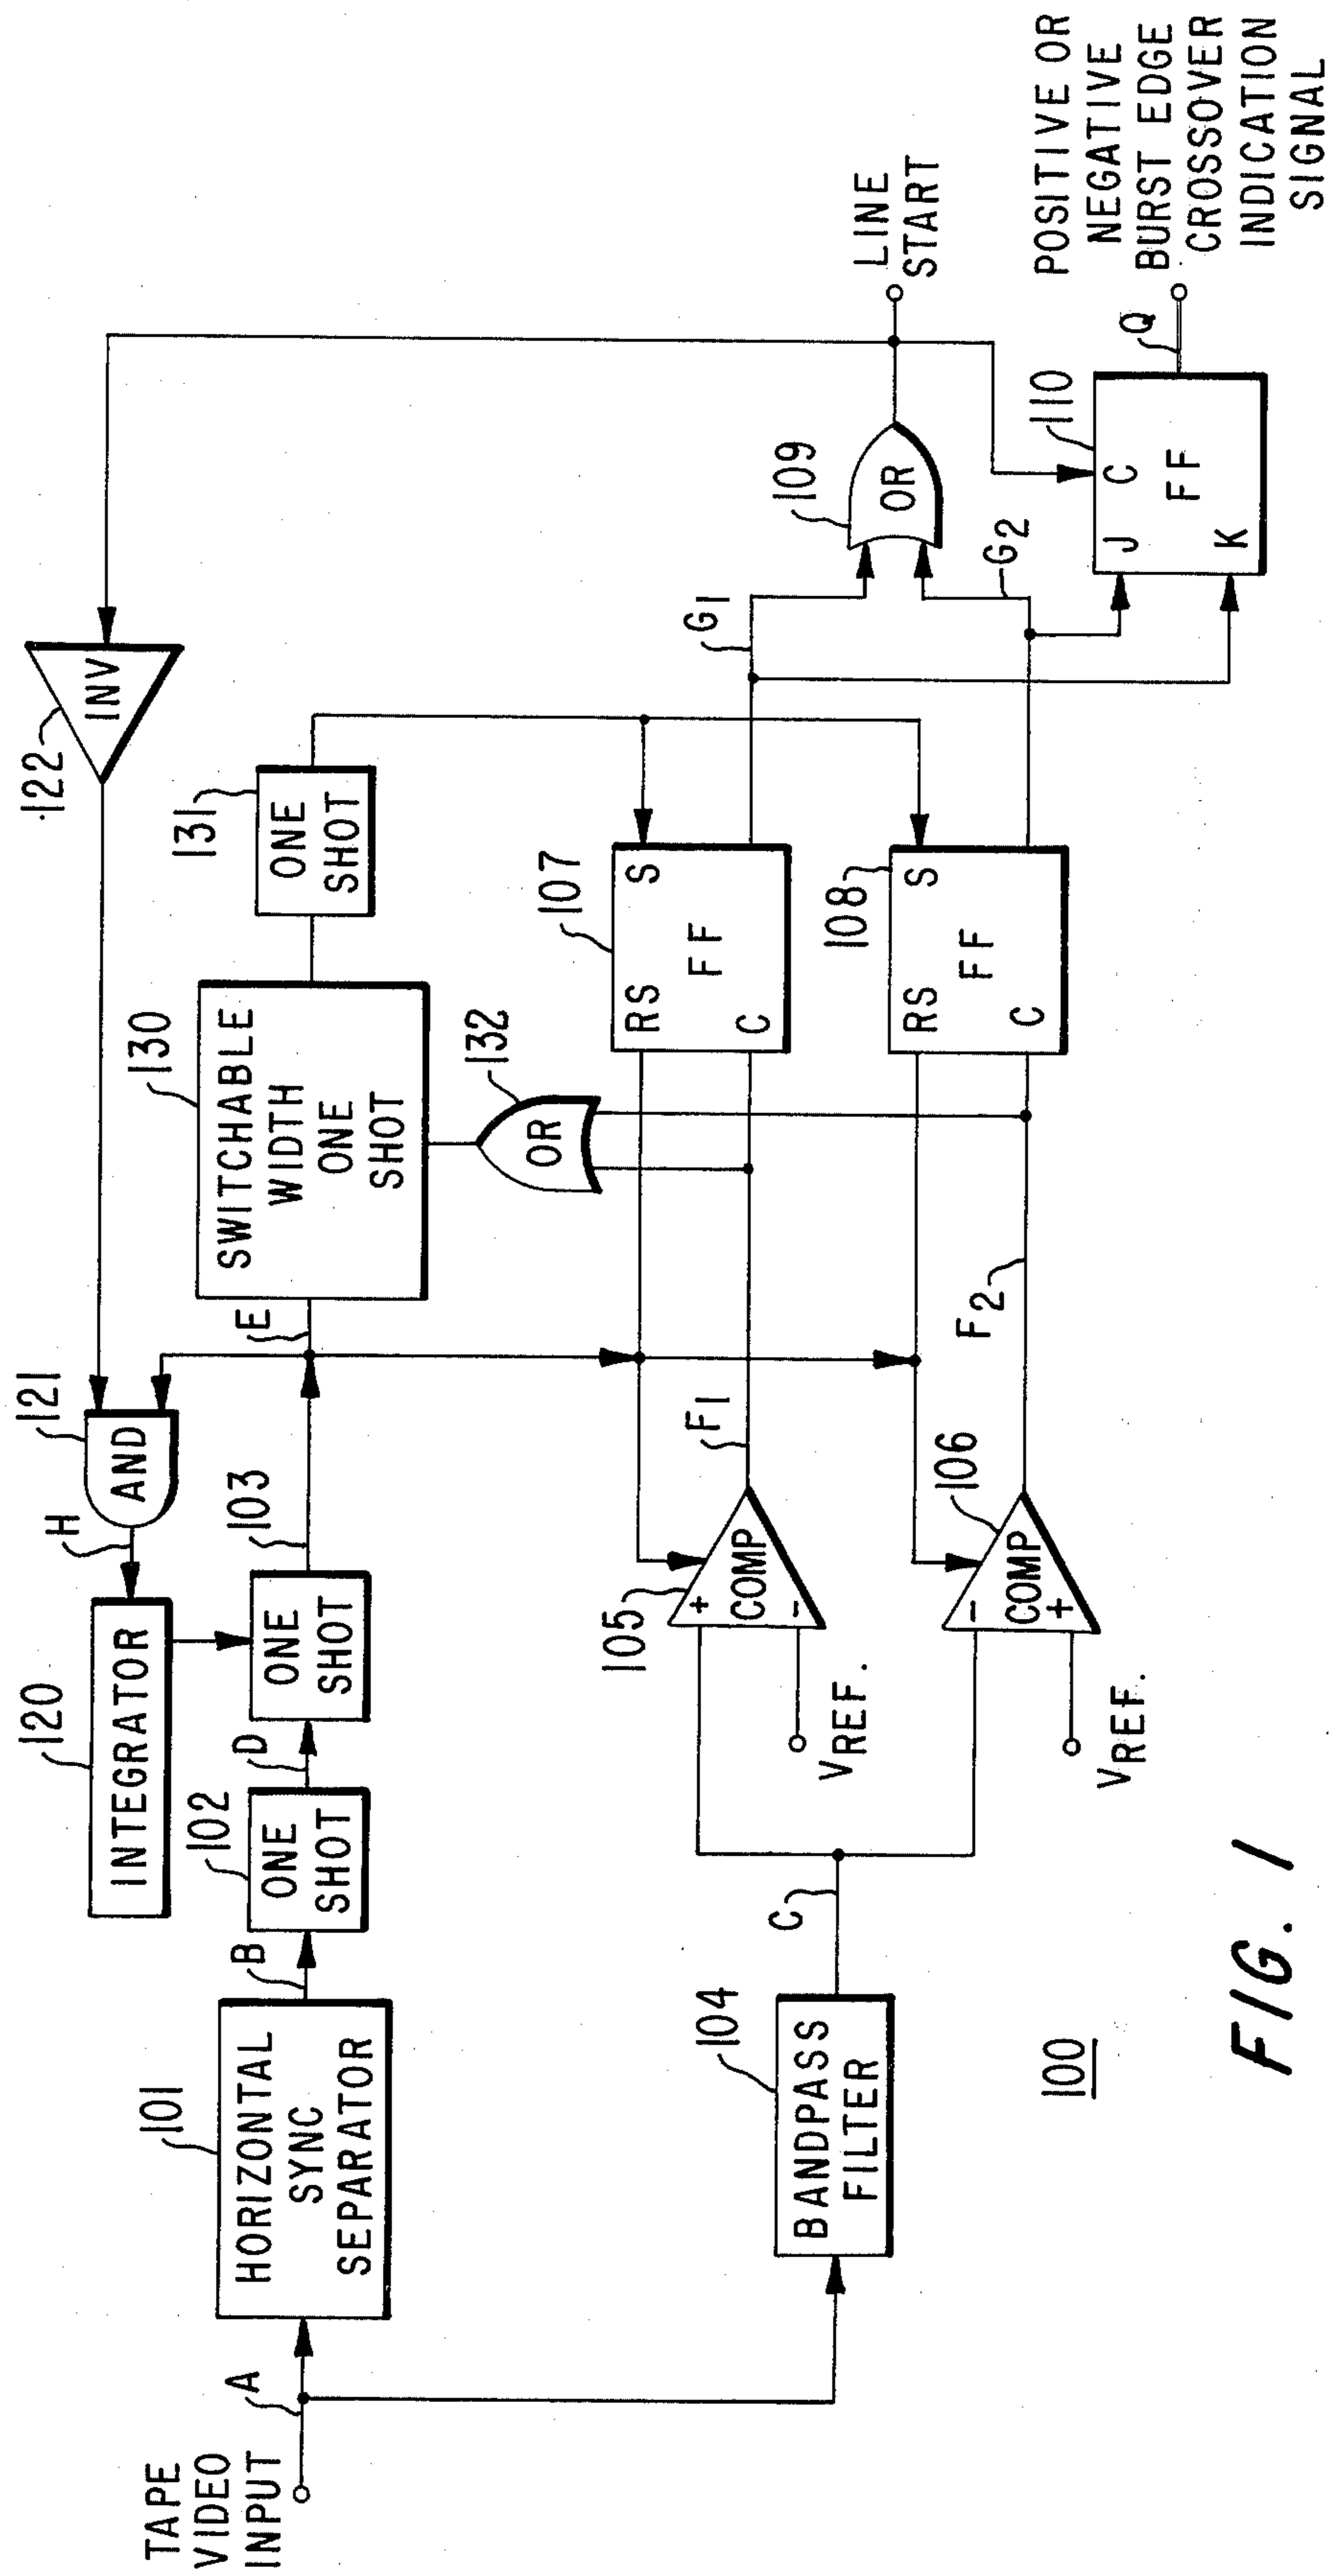 TAPE
VIDEO
INPUT
A
101
HORIZONTAL
SYNC
SEPARATOR
B
102
ONE
SHOT
D
120
INTEGRATOR
H
121
AND
103
ONE
SHOT
E
130
SWITCHABLE
WIDTH
ONE
SHOT
131
ONE
SHOT
122
INV
132
OR
104
BANDPASS
FILTER
C
105
+
COMP
-
VREF.
F1
106
-
COMP
+
VREF.
F2
107
RS
S
FF
C
108
RS
S
FF
C
G1
G2
109
OR
LINE
START
110
J
C
FF
K
Q
POSITIVE OR
NEGATIVE
BURST EDGE
CROSSOVER
INDICATION
SIGNAL
100
FIG. 1